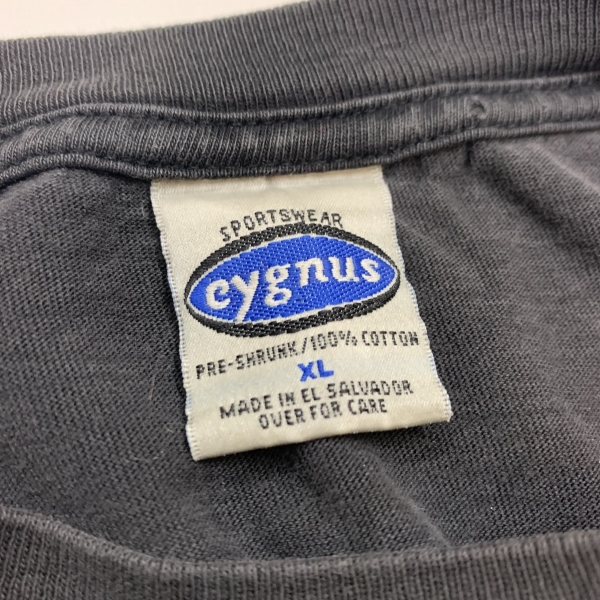 SPORTSWEAR
cygnus
PRE-SHRUNK/100% COTTON
XL
MADE IN EL SALVADOR
OVER FOR CARE